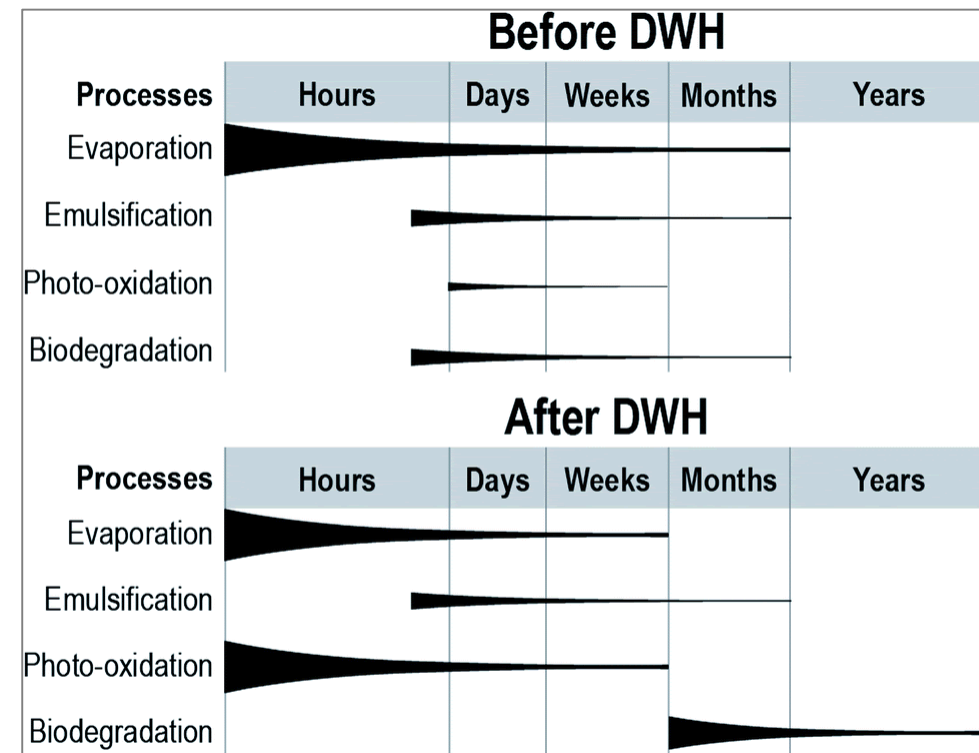 Before DWH
Processes Hours Days Weeks Months Years
Evaporation
Emulsification
Photo-oxidation
Biodegradation
After DWH
Processes Hours Days Weeks Months Years
Evaporation
Emulsification
Photo-oxidation
Biodegradation